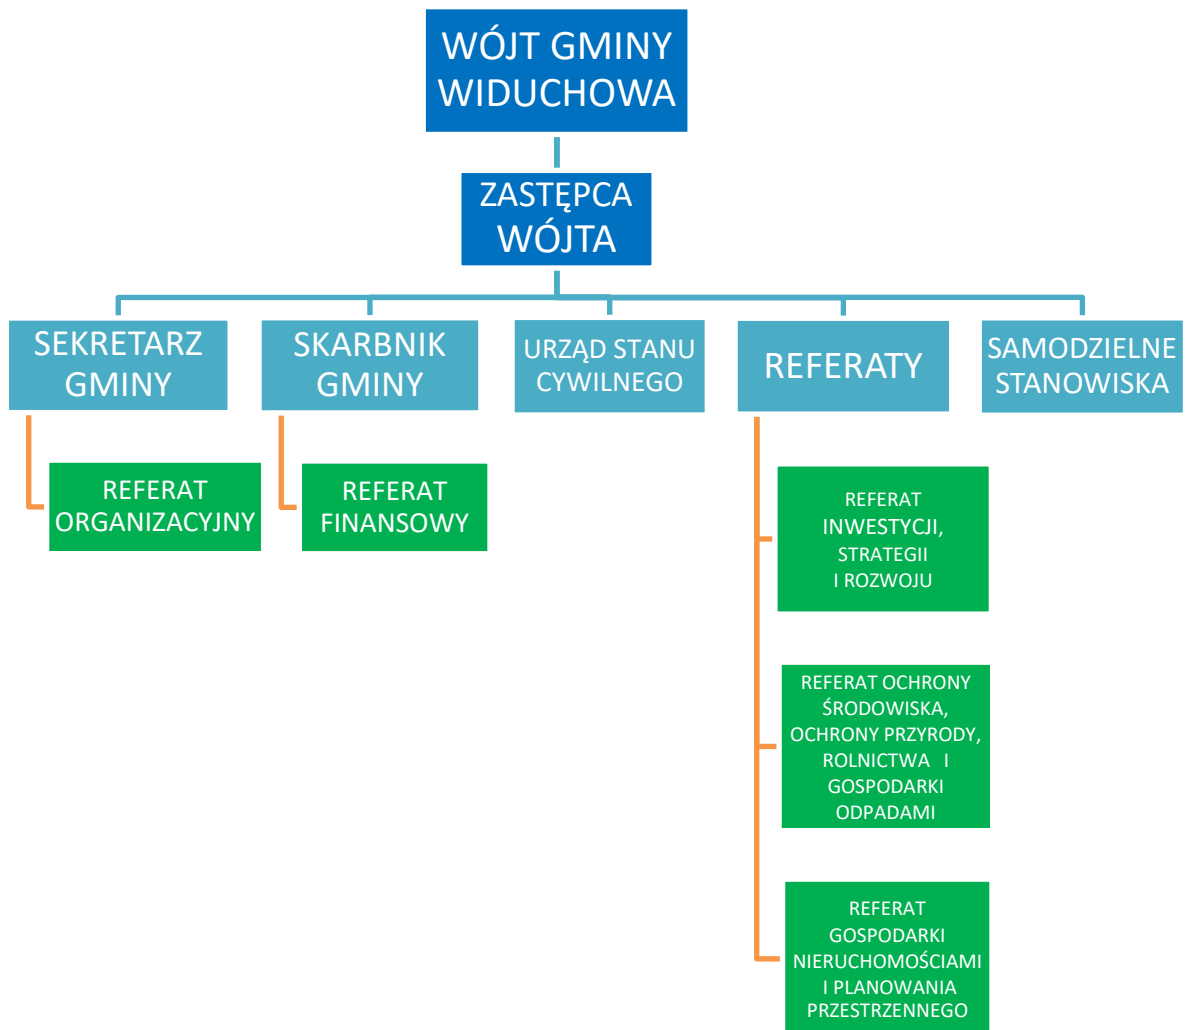 WÓJT GMINY
WIDUCHOWA
ZASTĘPCA
WÓJTA
SEKRETARZ
GMINY
SKARBNIK
GMINY
URZĄD STANU
CYWILNEGO
REFERATY
SAMODZIELNE
STANOWISKA
REFERAT
ORGANIZACYJNY
REFERAT
FINANSOWY
REFERAT
INWESTYCJI,
STRATEGII
I ROZWOJU
REFERAT OCHRONY
ŚRODOWISKA,
OCHRONY PRZYRODY,
ROLNICTWA I
GOSPODARKI
ODPADAMI
REFERAT
GOSPODARKI
NIERUCHOMOŚCIAMI
I PLANOWANIA
PRZESTRZENNEGO